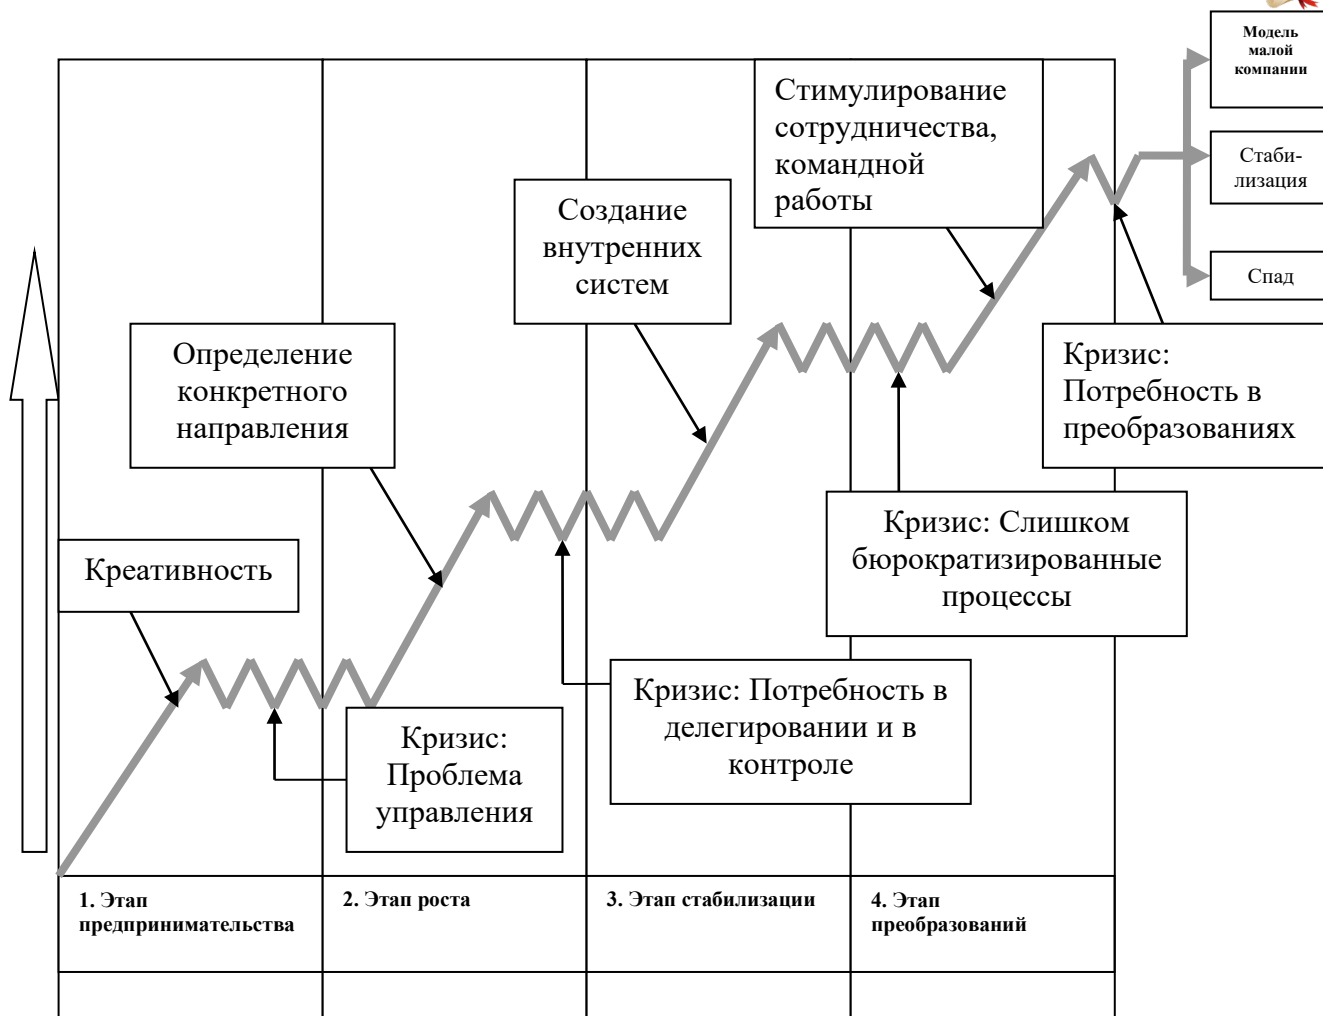 Модель
малой
компании
Стимулирование
сотрудничества,
командной
работы
Стаби-
лизация
Создание
внутренних
систем
Спад
Определение
конкретного
направления
Кризис:
Потребность в
преобразованиях
Кризис: Слишком
бюрократизированные
процессы
Креативность
Кризис: Потребность в
делегировании и в
контроле
Кризис:
Проблема
управления
1. Этап
предпринимательства
2. Этап роста
3. Этап стабилизации
4. Этап
преобразований